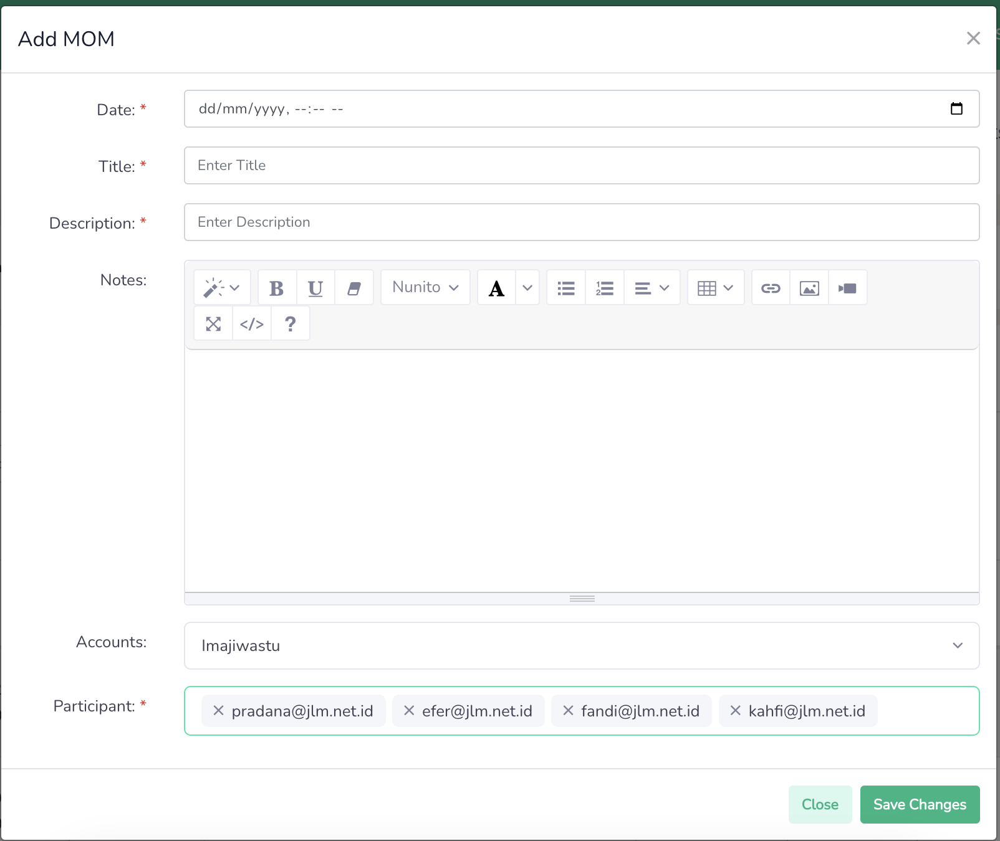 Add MOM
Date: *
dd/mm/yyyy, --:-- --
Title: *
Enter Title
Description: *
Enter Description
Notes:
B U Nunito A
</> ?
Accounts:
Imajiwastu
Participant: *
× pradana@jlm.net.id × efer@jlm.net.id × fandi@jlm.net.id × kahfi@jlm.net.id
Close Save Changes